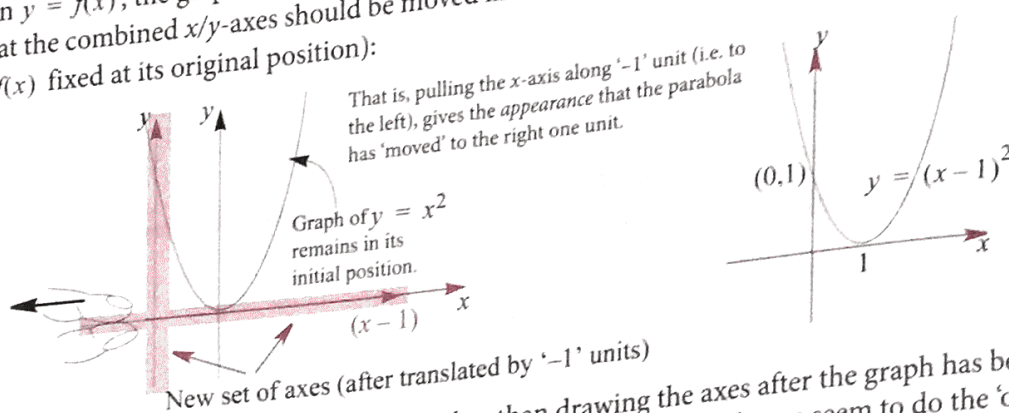 at the combined x/y-axes should be
f(x) fixed at its original position):
That is, pulling the x-axis along ‘–1’ unit (i.e. to
the left), gives the appearance that the parabola
has ‘moved’ to the right one unit.
y
y
Graph of y = x²
remains in its
initial position.
x
(x – 1)
New set of axes (after translated by ‘–1’ units)
y
(0,1)
y = (x – 1)²
1
x
drawing the axes after the graph has
to do the